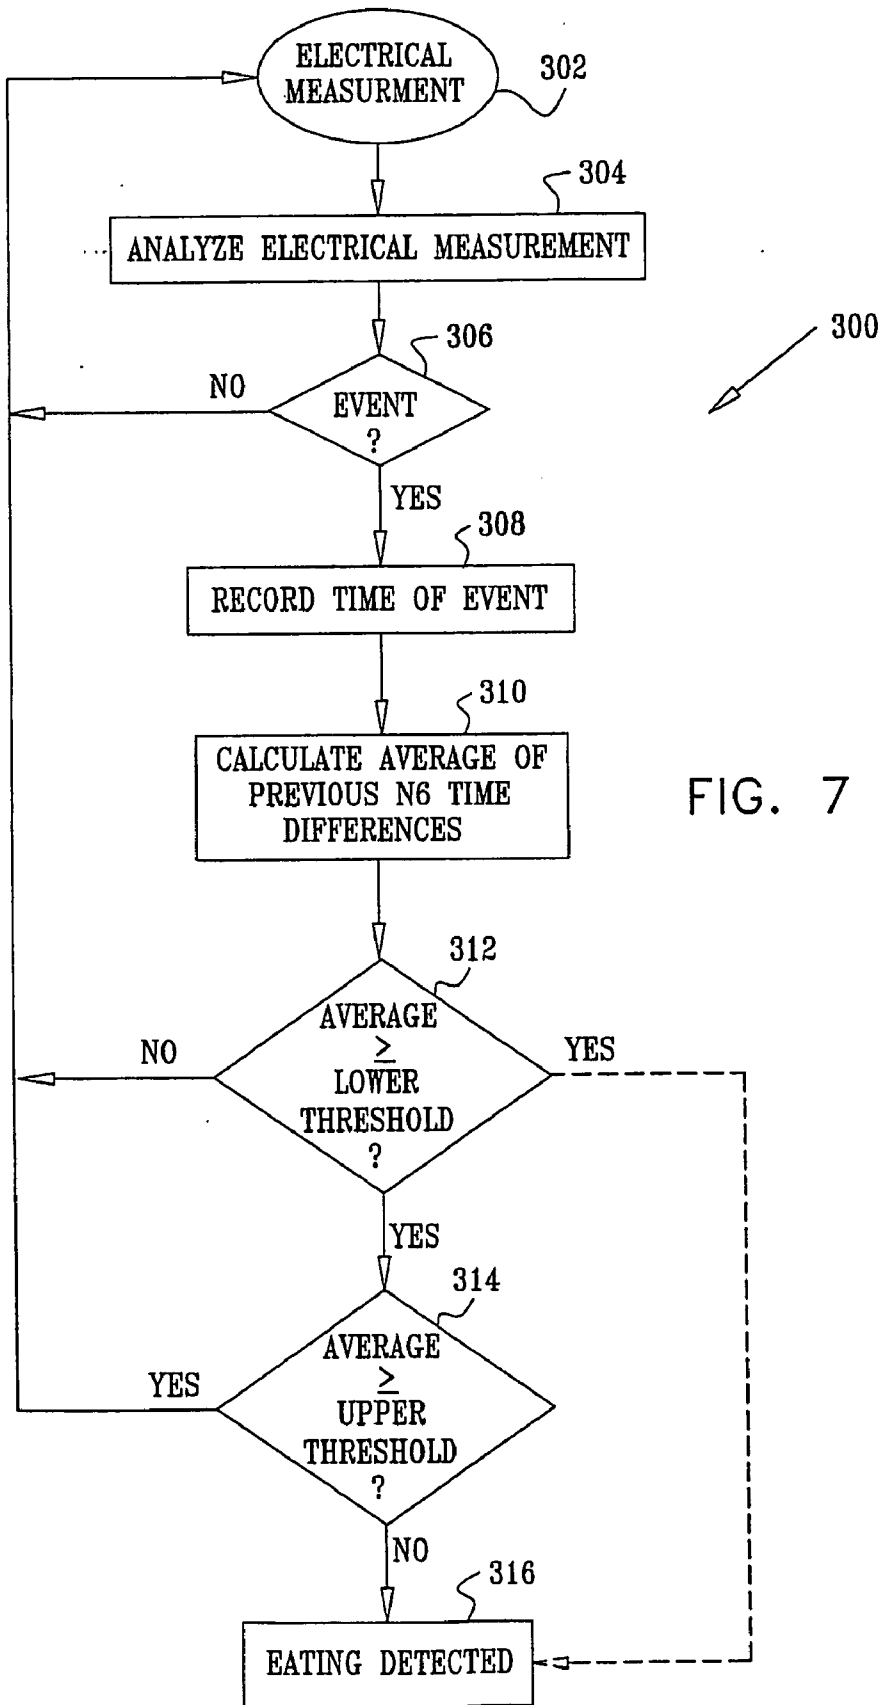 ELECTRICAL
MEASURMENT
302
304
ANALYZE ELECTRICAL MEASUREMENT
300
306
NO
EVENT
?
YES
308
RECORD TIME OF EVENT
310
CALCULATE AVERAGE OF
PREVIOUS N6 TIME
DIFFERENCES
FIG. 7
312
AVERAGE
≥
LOWER
THRESHOLD
?
NO
YES
YES
314
AVERAGE
≥
UPPER
THRESHOLD
?
YES
NO
316
EATING DETECTED